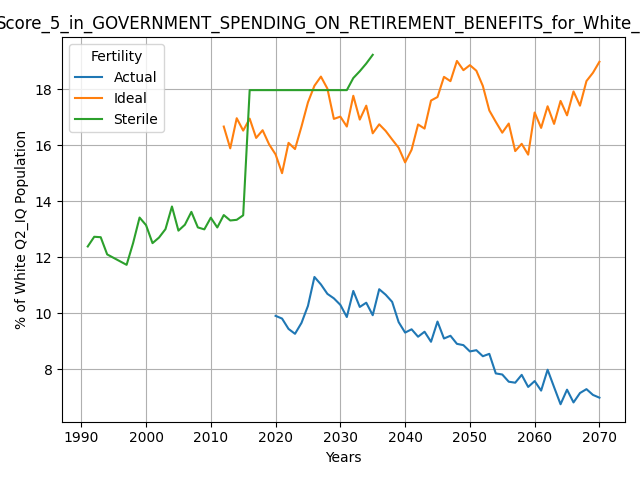 Score_5_in_GOVERNMENT_SPENDING_ON_RETIREMENT_BENEFITS_for_White_
Fertility
Actual
Ideal
Sterile
% of White Q2_IQ Population
18
16
14
12
10
8
1990 2000 2010 2020 2030 2040 2050 2060 2070
Years